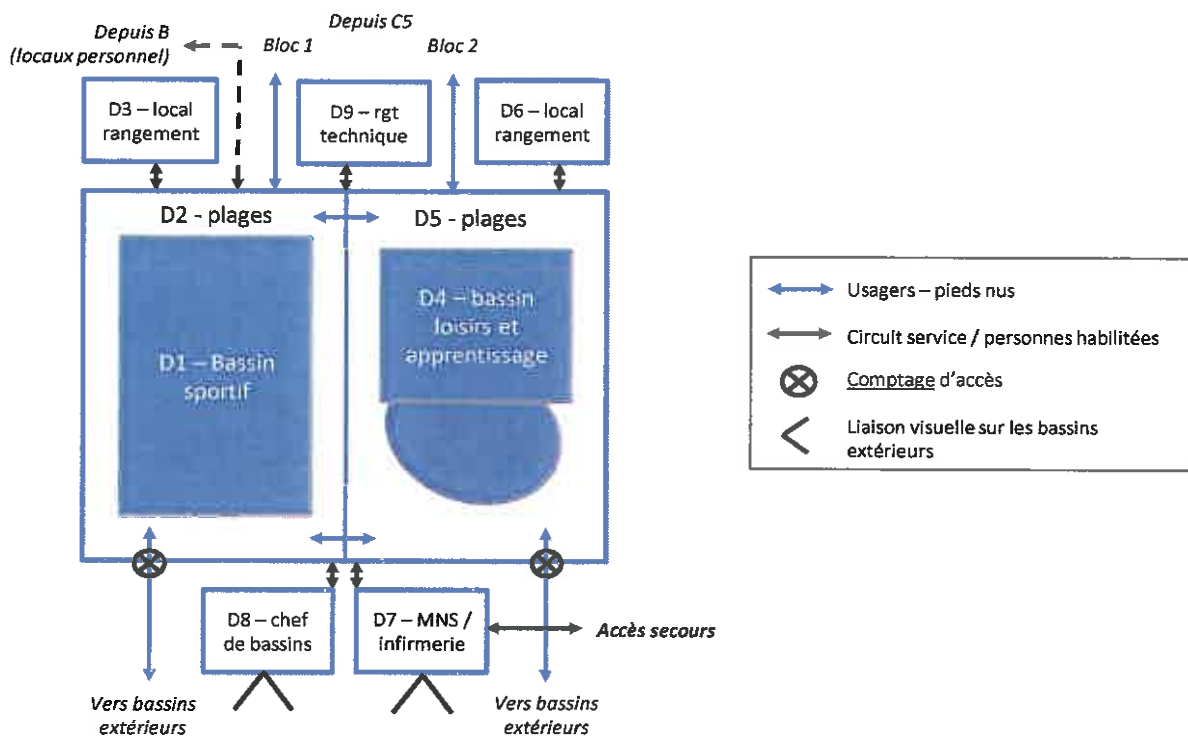 Depuis C5
Depuis B
(locaux personnel)
Bloc 1
Bloc 2
D3 – local
rangement
D9 – rgt
technique
D6 – local
rangement
D2 - plages
D5 - plages
D1 – Bassin
sportif
D4 – bassin
loisirs et
apprentissage
D8 – chef
de bassins
D7 – MNS /
infirmerie
Accès secours
Vers bassins
extérieurs
Vers bassins
extérieurs
Usagers – pieds nus
Circuit service / personnes habilitées
Comptage d'accès
Liaison visuelle sur les bassins
extérieurs